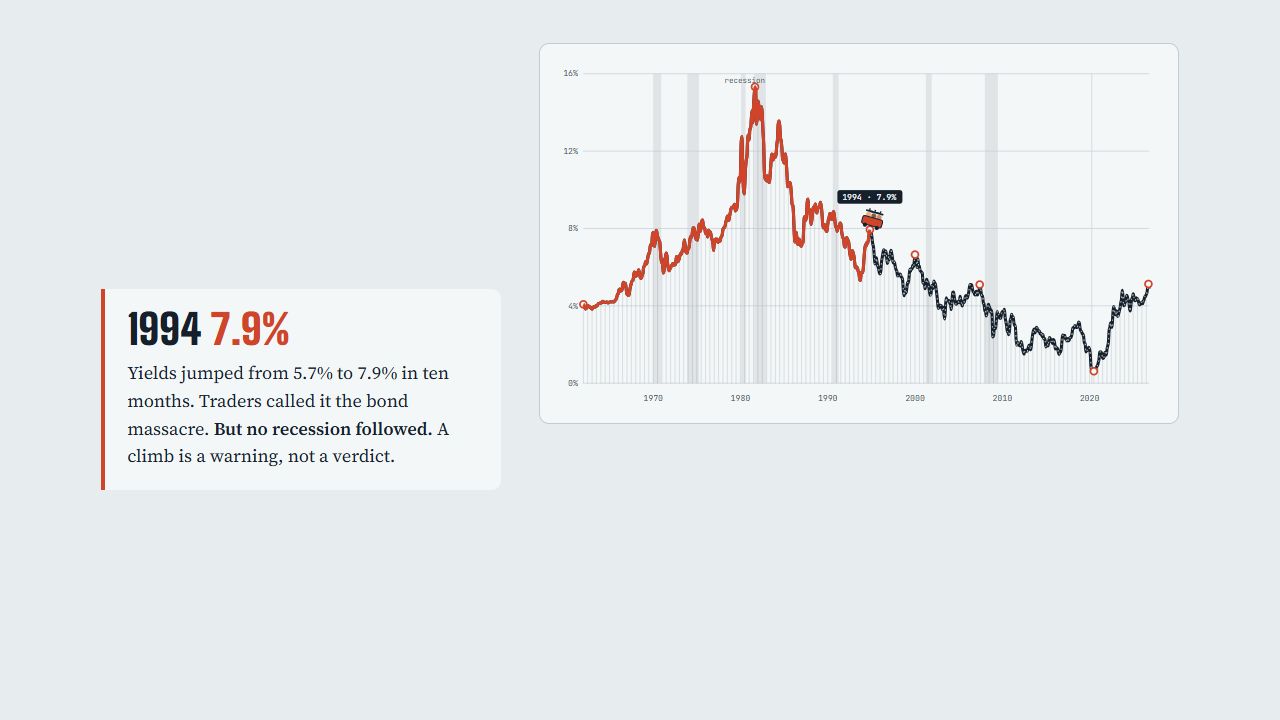 1994 7.9%
Yields jumped from 5.7% to 7.9% in ten
months. Traders called it the bond
massacre. But no recession followed. A
climb is a warning, not a verdict.
16%
recession
12%
1994 · 7.9%
8%
4%
0%
1970 1980 1990 2000 2010 2020